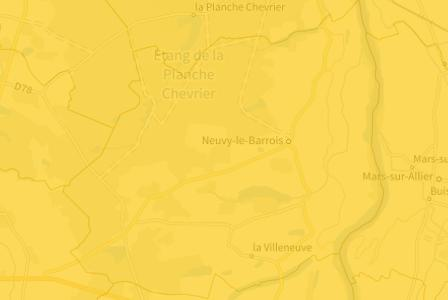 la Planche Chevrier
Étang de la
Planche
Chevrier
D78
Neuvy-le-Barrois
Mars-su
Mars-sur-Allier
Buis
la Villeneuve